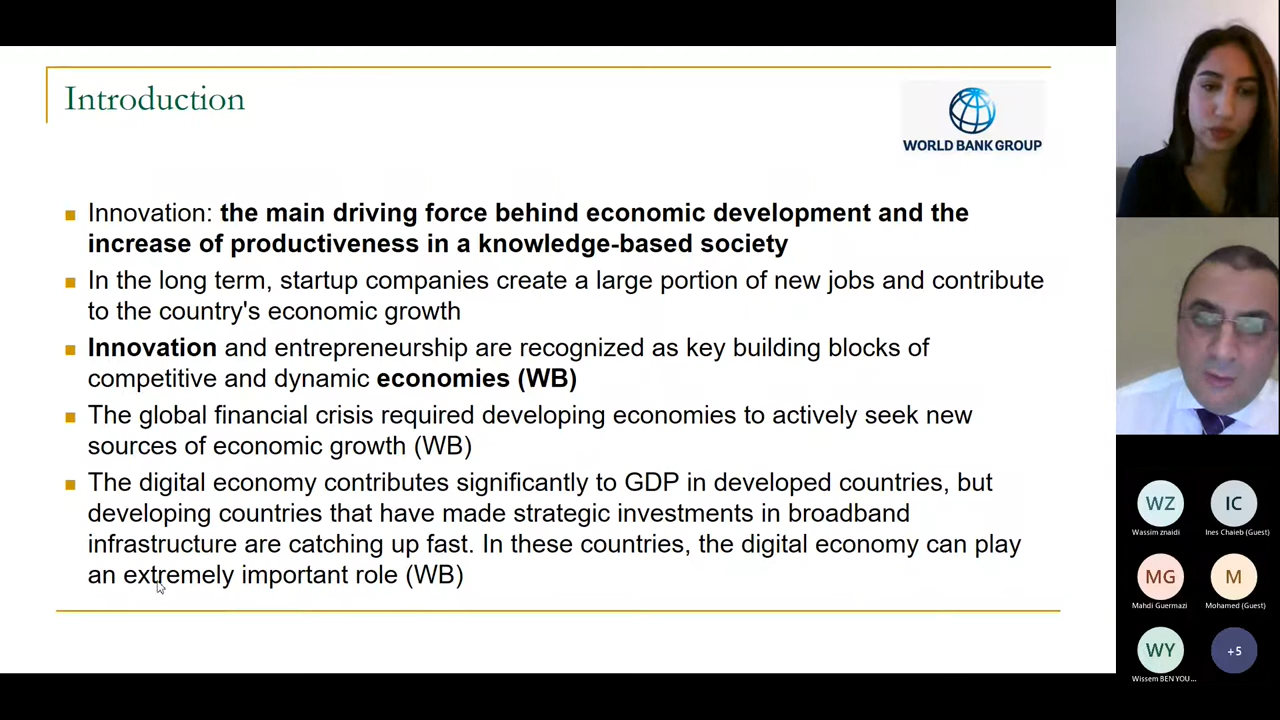 Introduction
WORLD BANK GROUP
Innovation: the main driving force behind economic development and the
increase of productiveness in a knowledge-based society
In the long term, startup companies create a large portion of new jobs and contribute
to the country's economic growth
Innovation and entrepreneurship are recognized as key building blocks of
competitive and dynamic economies (WB)
The global financial crisis required developing economies to actively seek new
sources of economic growth (WB)
The digital economy contributes significantly to GDP in developed countries, but
developing countries that have made strategic investments in broadband
infrastructure are catching up fast. In these countries, the digital economy can play
an extremely important role (WB)
WZ
IC
Wassim znaidi
Ines Chaieb (Guest)
MG
M
Mahdi Guermazi
Mohamed (Guest)
WY
+5
Wissem BEN YOU...